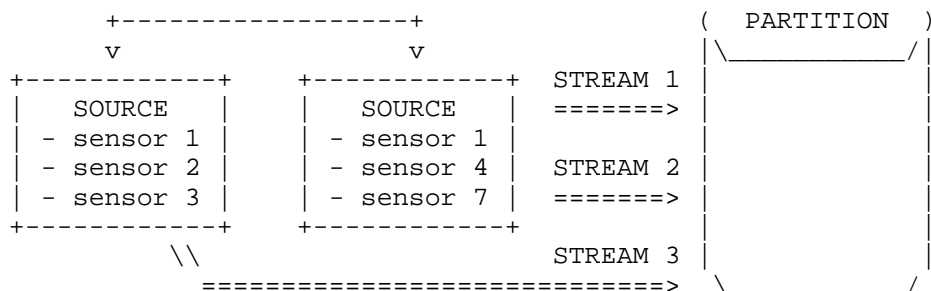 PARTITION
STREAM 1
SOURCE SOURCE
- sensor 1 - sensor 1
- sensor 2 - sensor 4 STREAM 2
- sensor 3 - sensor 7
STREAM 3